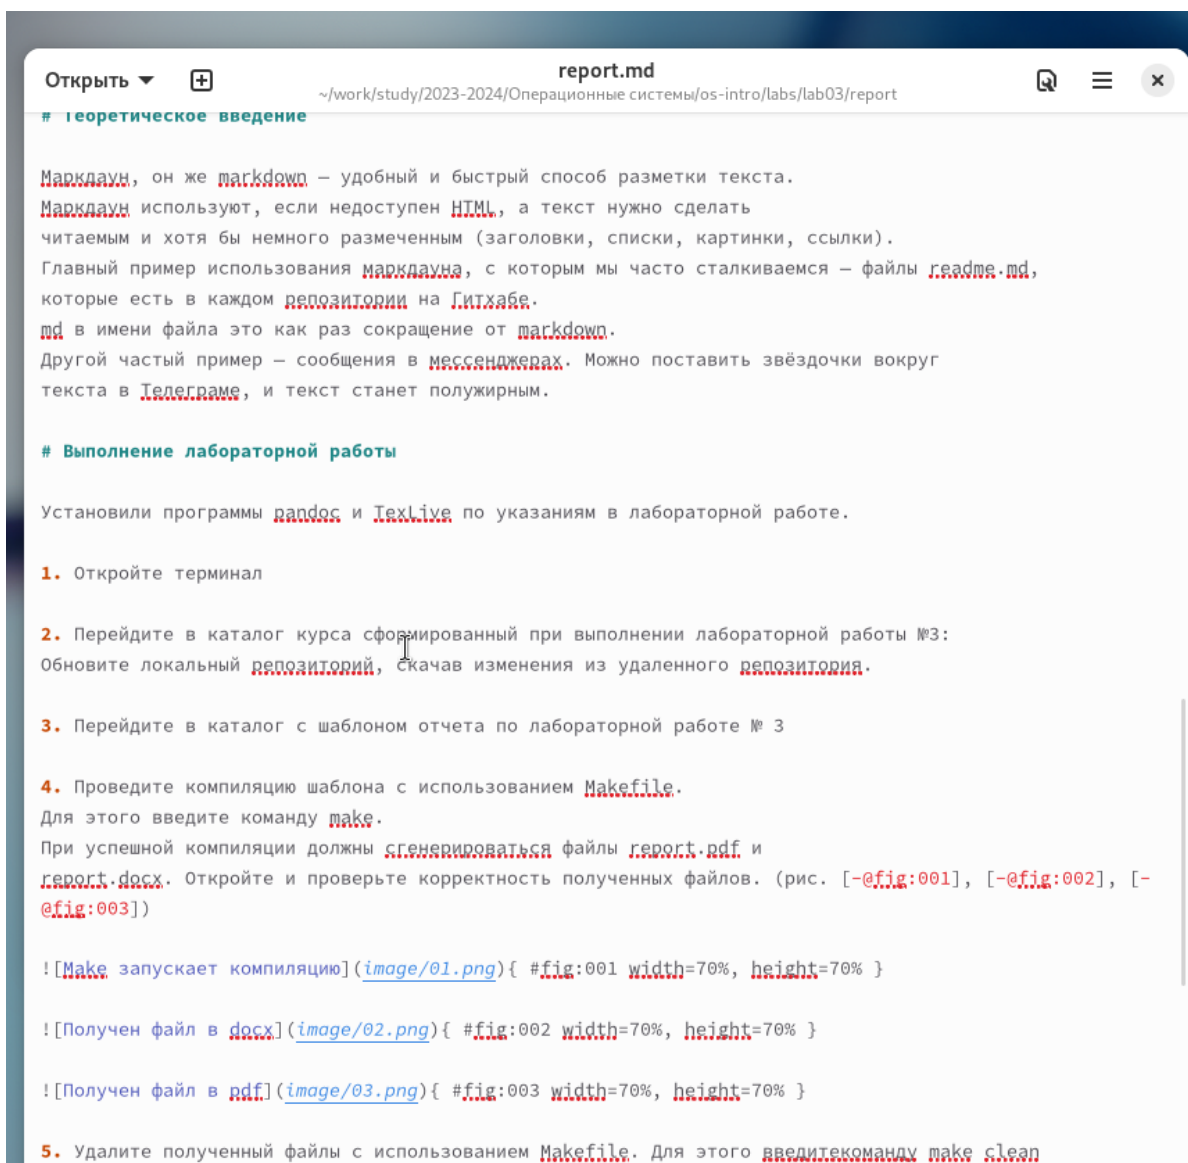 Открыть
report.md
~/work/study/2023-2024/Операционные системы/os-intro/labs/lab03/report
# Теоретическое введение
Маркдаун, он же markdown — удобный и быстрый способ разметки текста.
Маркдаун используют, если недоступен HTML, а текст нужно сделать
читаемым и хотя бы немного размеченным (заголовки, списки, картинки, ссылки).
Главный пример использования маркдауна, с которым мы часто сталкиваемся — файлы readme.md,
которые есть в каждом репозитории на Гитхабе.
md в имени файла это как раз сокращение от markdown.
Другой частый пример — сообщения в мессенджерах. Можно поставить звёздочки вокруг
текста в Телеграме, и текст станет полужирным.
# Выполнение лабораторной работы
Установили программы pandoc и TexLive по указаниям в лабораторной работе.
1. Откройте терминал
2. Перейдите в каталог курса сформированный при выполнении лабораторной работы №3:
Обновите локальный репозиторий, скачав изменения из удаленного репозитория.
3. Перейдите в каталог с шаблоном отчета по лабораторной работе № 3
4. Проведите компиляцию шаблона с использованием Makefile.
Для этого введите команду make.
При успешной компиляции должны сгенерироваться файлы report.pdf и
report.docx. Откройте и проверьте корректность полученных файлов. (рис. [-@fig:001], [-@fig:002], [-
@fig:003])
![Make запускает компиляцию](image/01.png){ #fig:001 width=70%, height=70% }
![Получен файл в docx](image/02.png){ #fig:002 width=70%, height=70% }
![Получен файл в pdf](image/03.png){ #fig:003 width=70%, height=70% }
5. Удалите полученный файлы с использованием Makefile. Для этого введитекоманду make clean